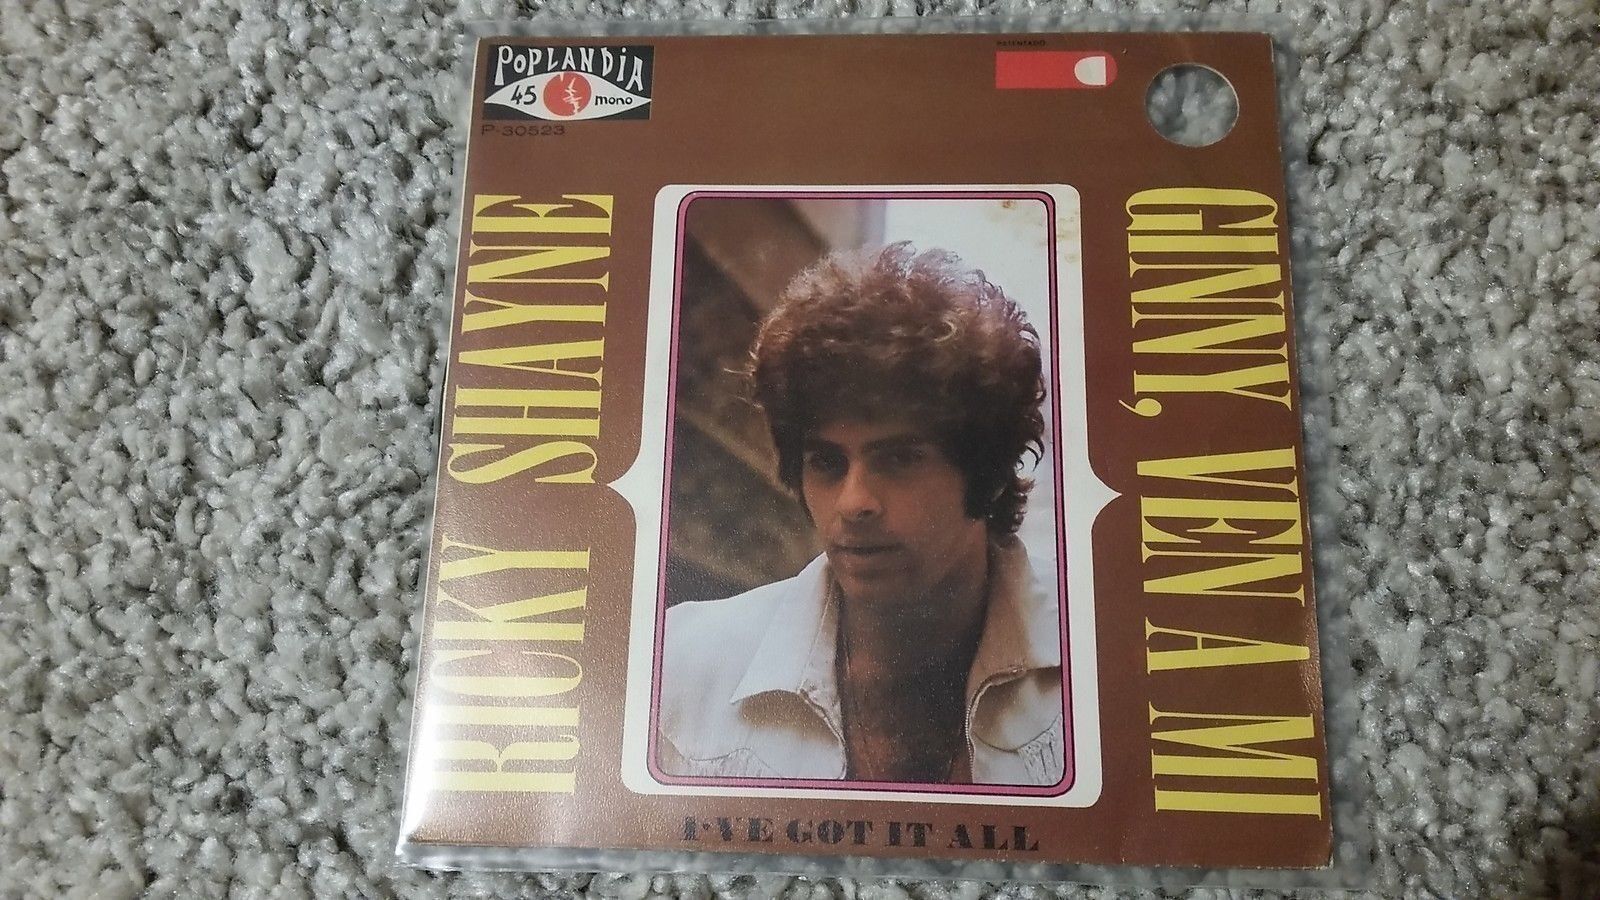 POPLANDIA
45 mono
P-30523
PATENTADO
RICKY SHAYNE
GINNY, VEN A MI
I'VE GOT IT ALL